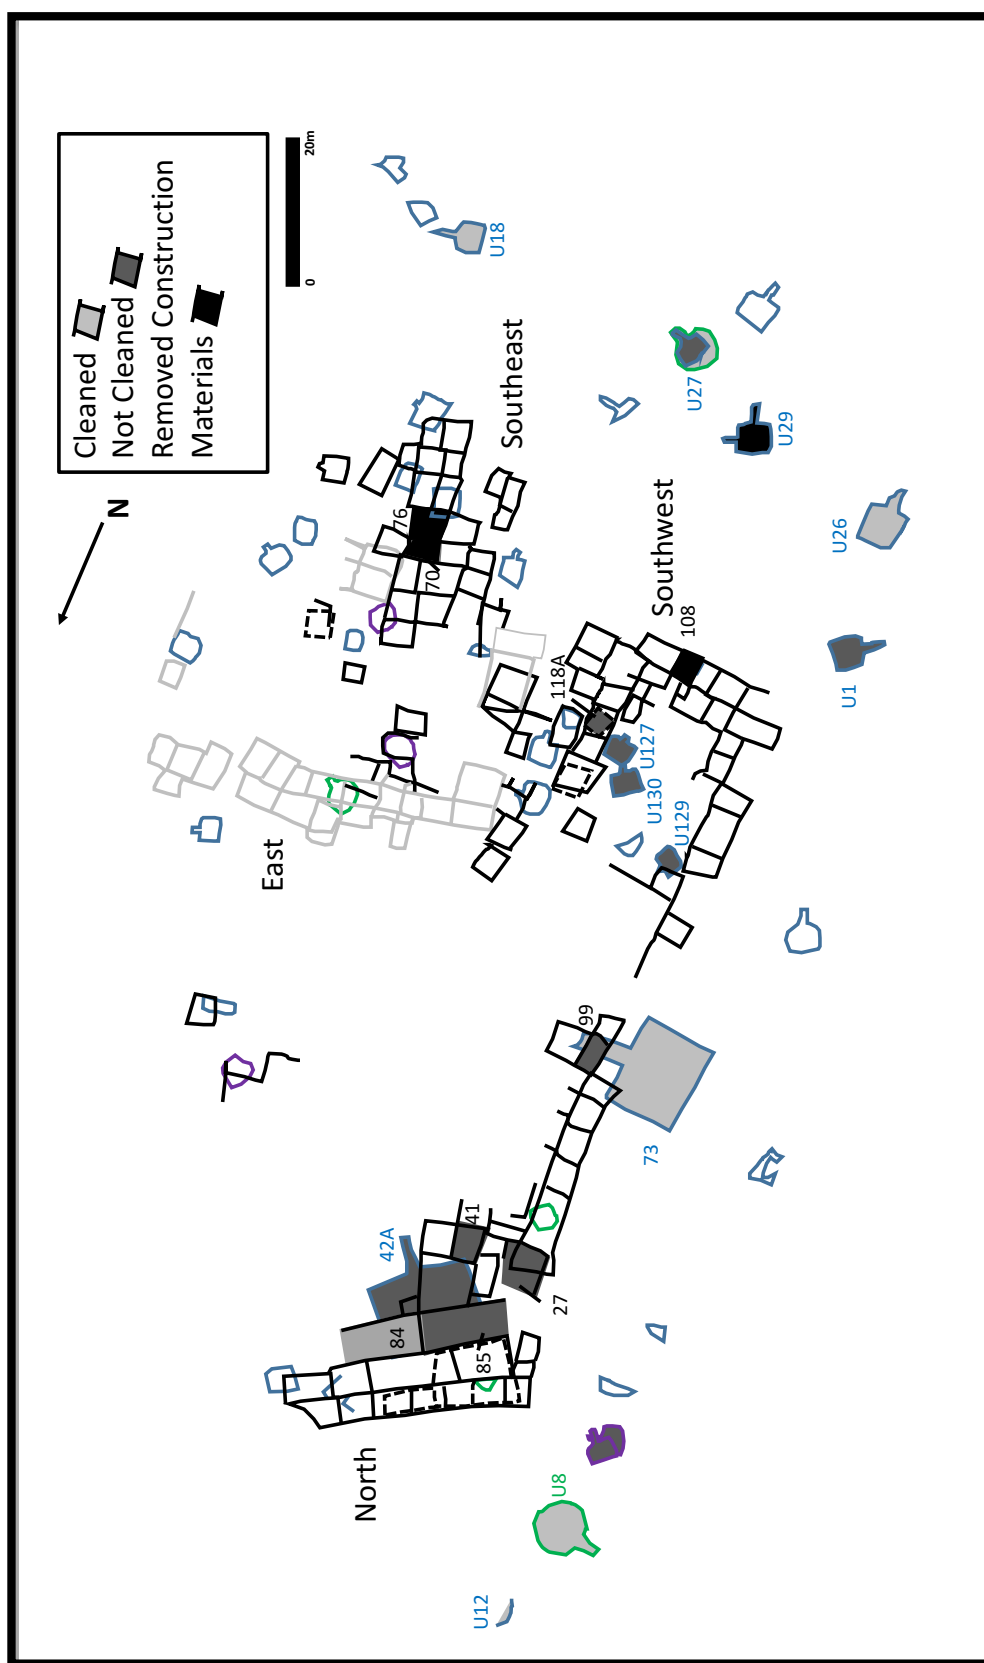 Cleaned
Not Cleaned
Removed Construction
Materials
0
20m
N
North
East
Southeast
Southwest
U12
U8
84
85
42A
41
27
73
99
U129
U130
U127
118A
108
70
76
U18
U27
U29
U26
U1